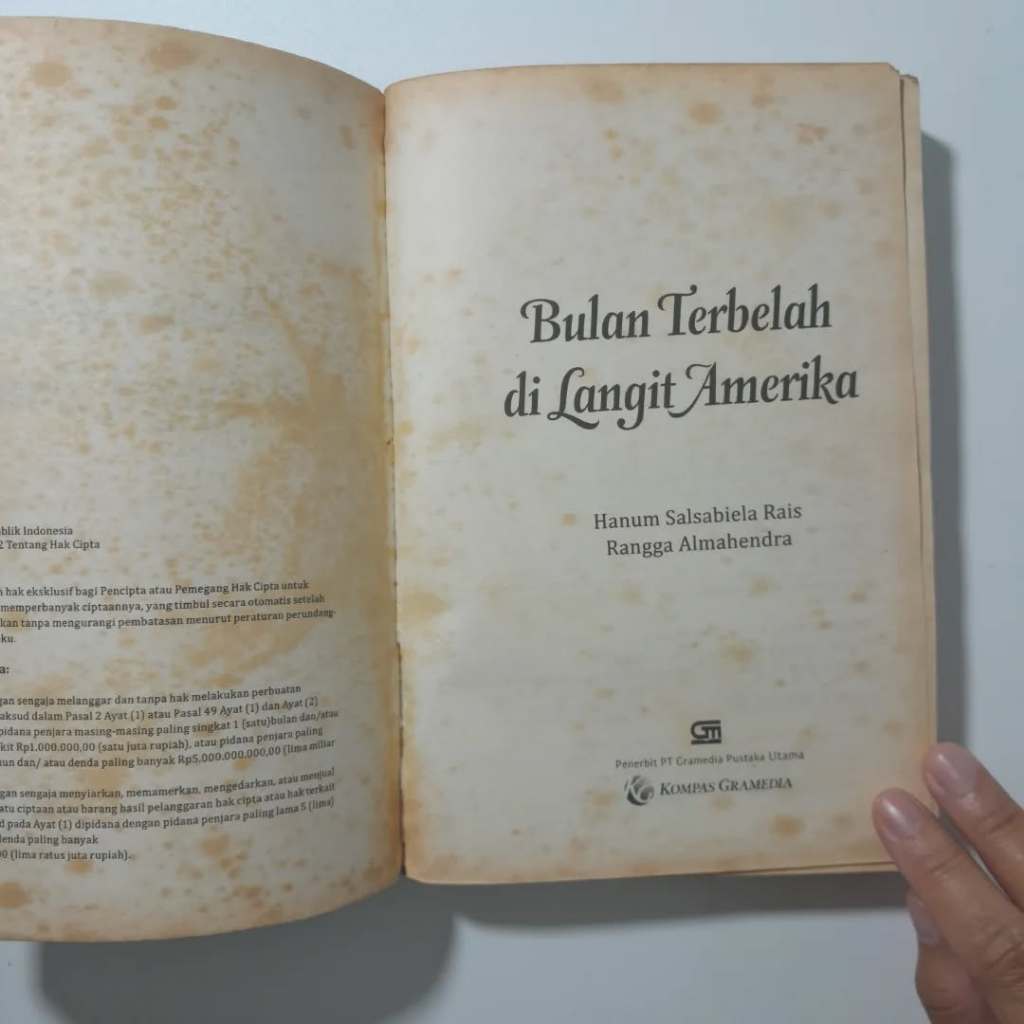 blik Indonesia
2 Tentang Hak Cipta
n hak eksklusif bagi Pencipta atau Pemegang Hak Cipta untuk
memperbanyak ciptaannya, yang timbul secara otomatis setelah
kan tanpa mengurangi pembatasan menurut peraturan perundang-
ku.
a:
gan sengaja melanggar dan tanpa hak melakukan perbuatan
aksud dalam Pasal 2 Ayat (1) atau Pasal 49 Ayat (1) dan Ayat (2)
pidana penjara masing-masing paling singkat 1 (satu)bulan dan/atau
kit Rp1.000.000,00 (satu juta rupiah), atau pidana penjara paling
un dan/ atau denda paling banyak Rp5.000.000.000,00 (lima miliar
gan sengaja menyiarkan, memamerkan, mengedarkan, atau menjual
atu ciptaan atau barang hasil pelanggaran hak cipta atau hak terkait
d pada Ayat (1) dipidana dengan pidana penjara paling lama 5 (lima)
denda paling banyak
00 (lima ratus juta rupiah).
Bulan Terbelah
di Langit Amerika
Hanum Salsabiela Rais
Rangga Almahendra
GM
Penerbit PT Gramedia Pustaka Utama
KOMPAS GRAMEDIA